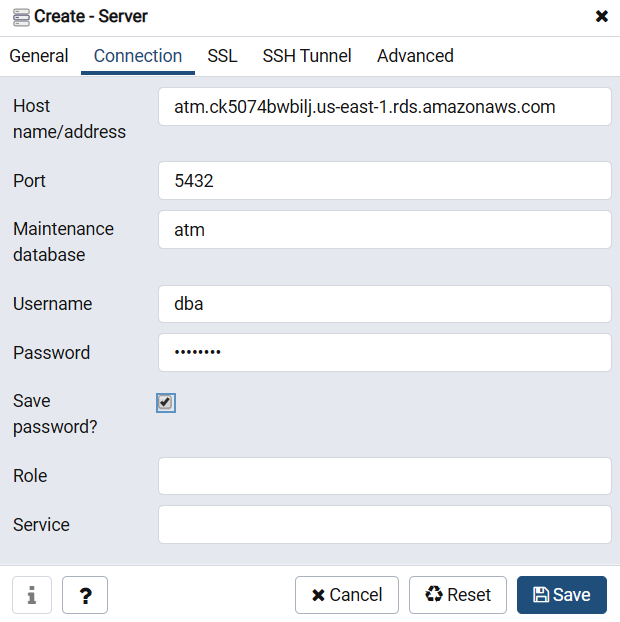 Create - Server
General Connection SSL SSH Tunnel Advanced
Host name/address atm.ck5074bwbilj.us-east-1.rds.amazonaws.com
Port 5432
Maintenance database atm
Username dba
Password ••••••••
Save password?
Role
Service
i ? Cancel Reset Save